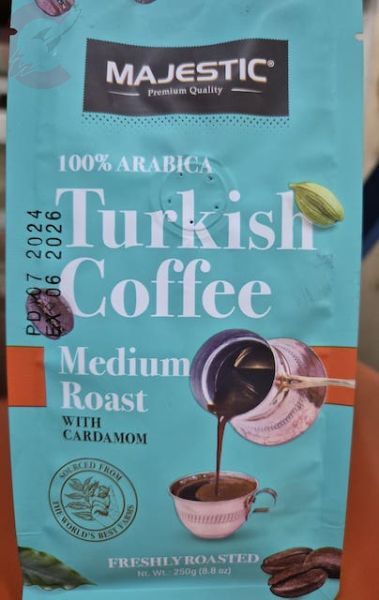 MAJESTIC®
Premium Quality
100% ARABICA
Turkish
Coffee
PD 07 2024
EX 06 2026
Medium
Roast
WITH
CARDAMOM
SOURCED FROM
THE WORLD'S BEST FARMS
FRESHLY ROASTED
Nt. Wt.: 250g (8.8 oz)